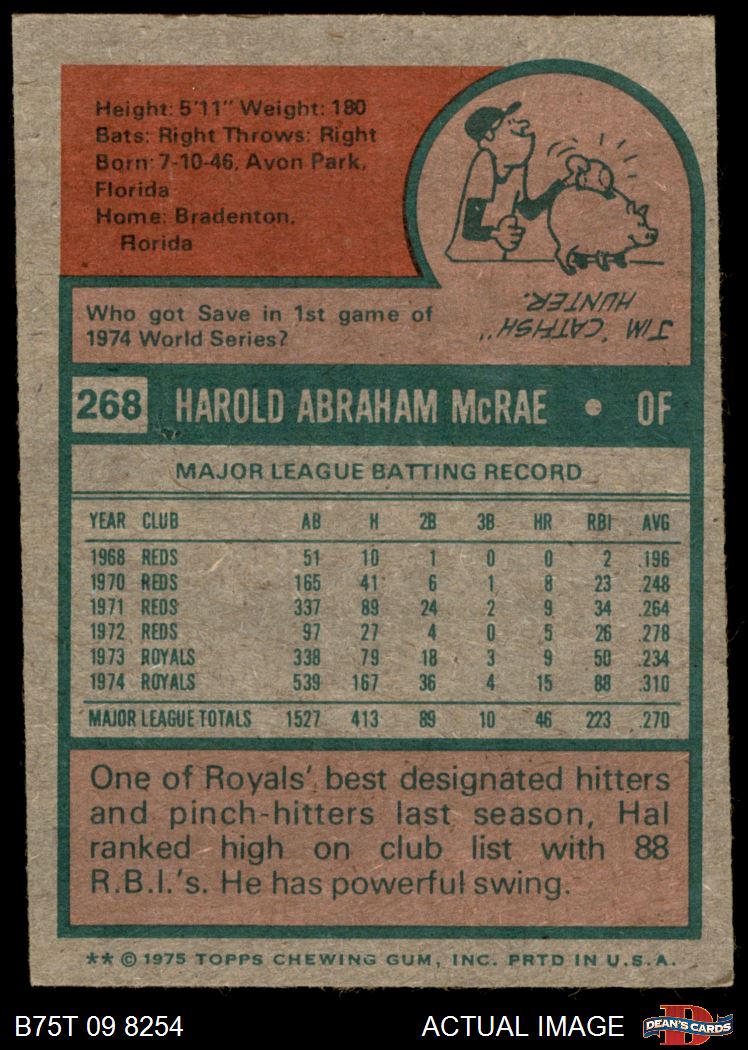 Height: 5'11" Weight: 180
Bats: Right Throws: Right
Born: 7-10-46, Avon Park,
Florida
Home: Bradenton,
Florida
Who got Save in 1st game of
1974 World Series?
JIM "CATFISH"
HUNTER.
268 HAROLD ABRAHAM McRAE • OF
MAJOR LEAGUE BATTING RECORD
YEAR CLUB AB H 2B 3B HR RBI AVG
1968 REDS 51 10 1 0 0 2 .196
1970 REDS 165 41 6 1 8 23 .248
1971 REDS 337 89 24 2 9 34 .264
1972 REDS 97 27 4 0 5 26 .278
1973 ROYALS 338 79 18 3 9 50 .234
1974 ROYALS 539 167 36 4 15 88 .310
MAJOR LEAGUE TOTALS 1527 413 89 10 46 223 .270
One of Royals' best designated hitters
and pinch-hitters last season, Hal
ranked high on club list with 88
R.B.I.'s. He has powerful swing.
** © 1975 TOPPS CHEWING GUM, INC. PRTD IN U.S.A.
B75T 09 8254 ACTUAL IMAGE
D DEAN'S CARDS